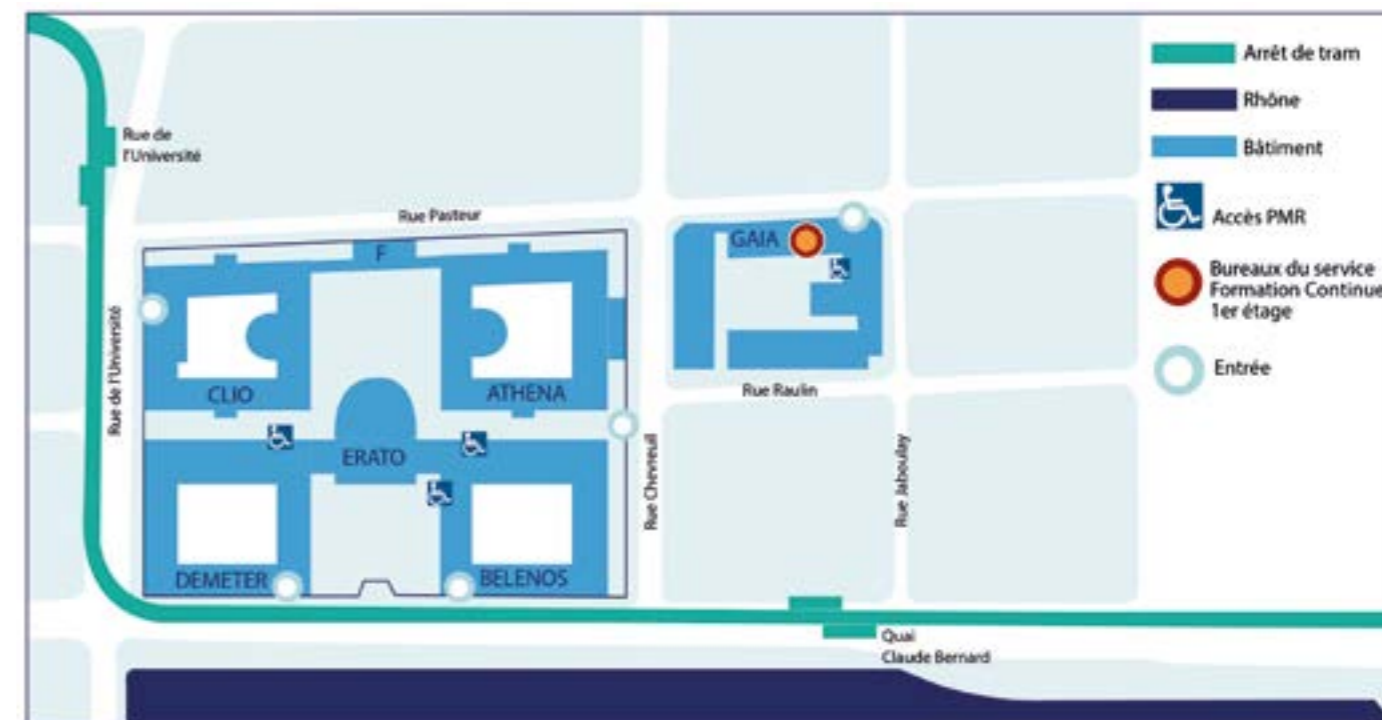 Arrêt de tram
Rhône
Bâtiment
Accès PMR
Bureaux du service
Formation Continue
1er étage
Entrée
Rue de
l'Université
Rue Pasteur
F
GAIA
Rue de l'Université
CLIO
ATHENA
Rue Raulin
ERATO
Rue Chevreuil
Rue Jaboulay
DEMETER
BELENOS
Quai
Claude Bernard